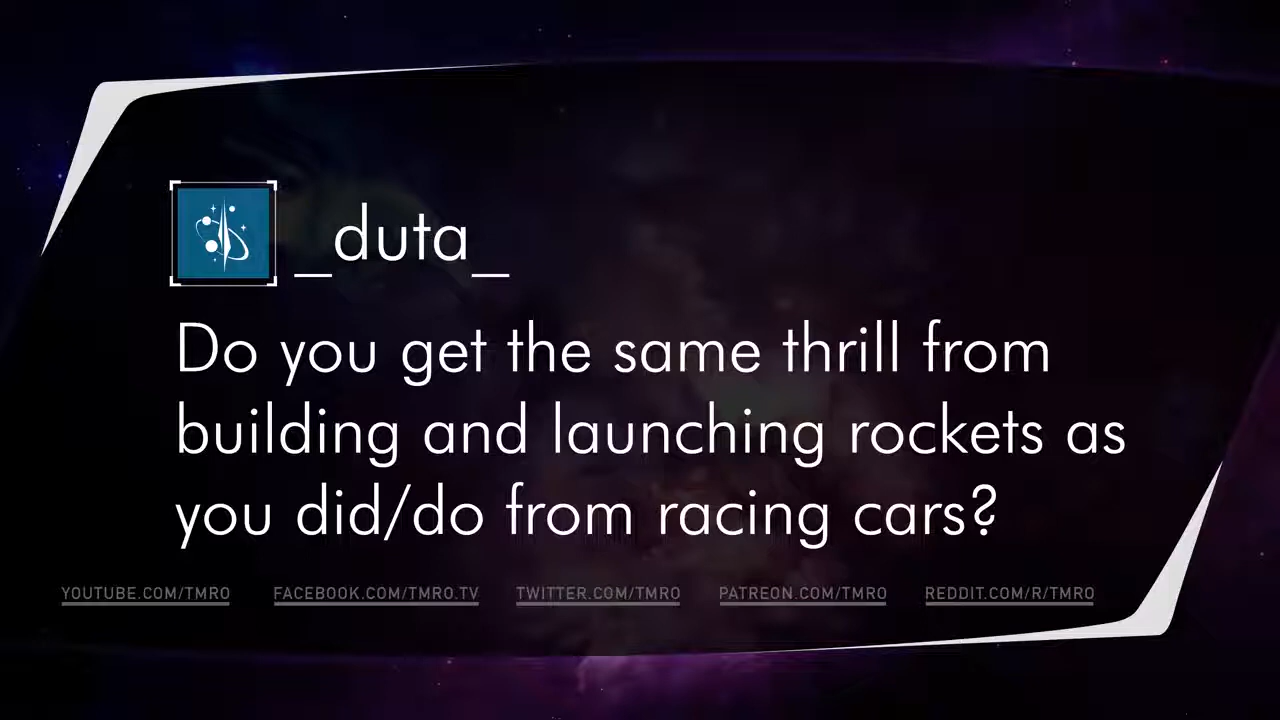 _duta_
Do you get the same thrill from
building and launching rockets as
you did/do from racing cars?
YOUTUBE.COM/TMRO FACEBOOK.COM/TMRO.TV TWITTER.COM/TMRO PATREON.COM/TMRO REDDIT.COM/R/TMRO